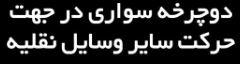 دوچرخه سواری در جهت
حرکت سایر وسایل نقلیه